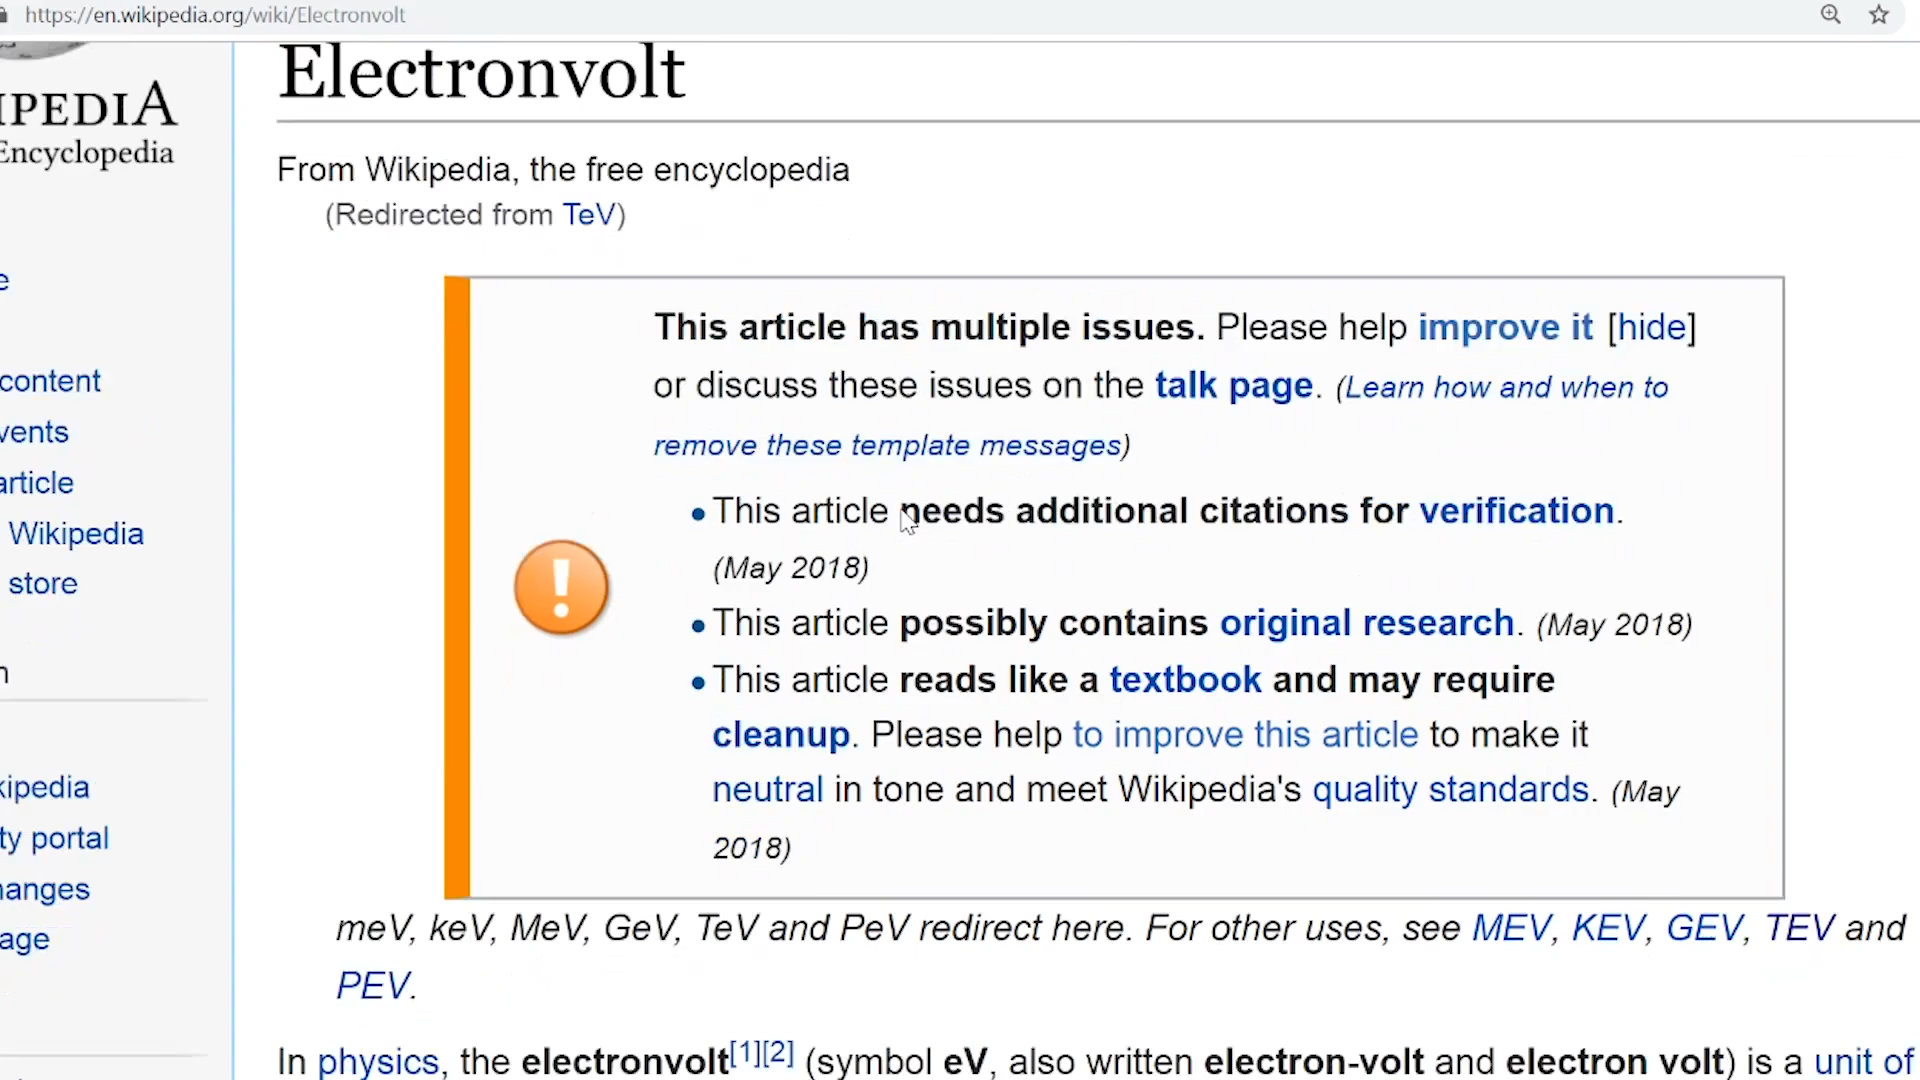 https://en.wikipedia.org/wiki/Electronvolt
IPEDIA
Encyclopedia
content
article
Wikipedia
store
portal
Electronvolt
From Wikipedia, the free encyclopedia
(Redirected from TeV)
This article has multiple issues. Please help improve it [hide]
or discuss these issues on the talk page. (Learn how and when to
remove these template messages)
• This article needs additional citations for verification.
(May 2018)
• This article possibly contains original research. (May 2018)
• This article reads like a textbook and may require
cleanup. Please help to improve this article to make it
neutral in tone and meet Wikipedia's quality standards. (May
2018)
meV, keV, MeV, GeV, TeV and PeV redirect here. For other uses, see MEV, KEV, GEV, TEV and
PEV.
In physics, the electronvolt[1][2] (symbol eV, also written electron-volt and electron volt) is a unit of